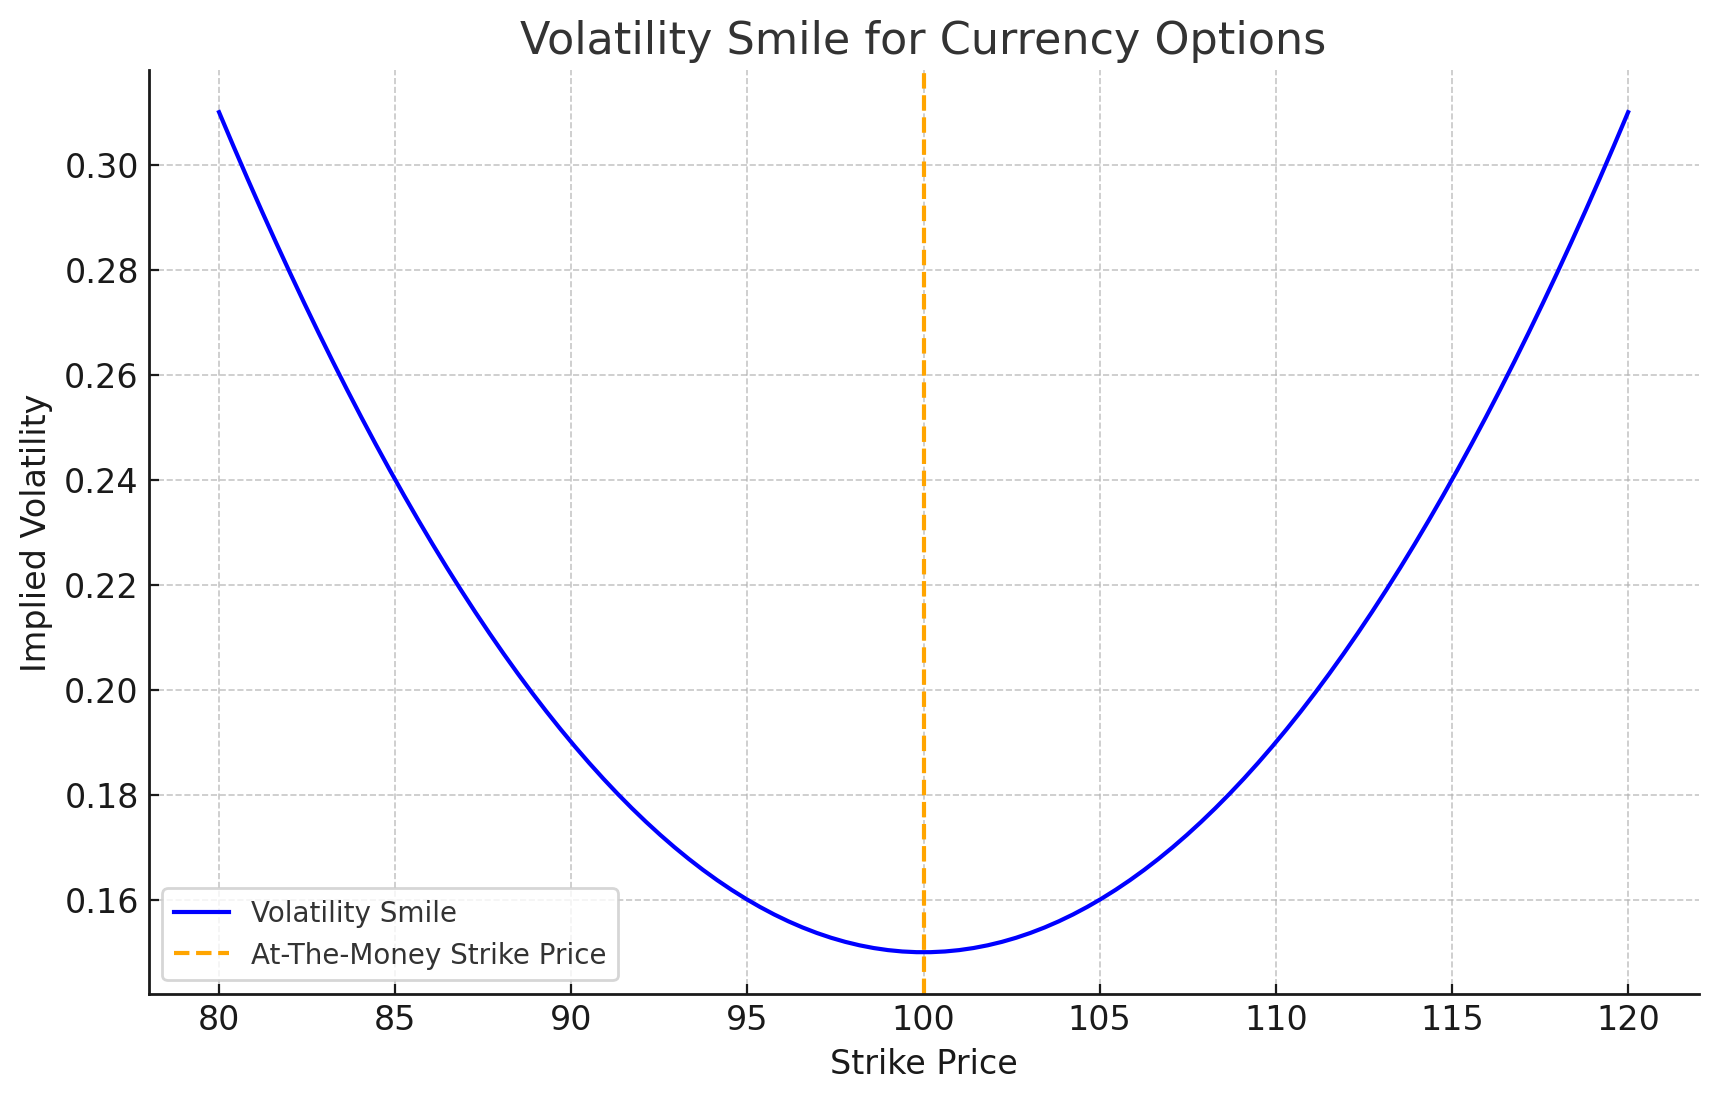 Volatility Smile for Currency Options
Implied Volatility
0.30
0.28
0.26
0.24
0.22
0.20
0.18
0.16
Volatility Smile
At-The-Money Strike Price
80 85 90 95 100 105 110 115 120
Strike Price